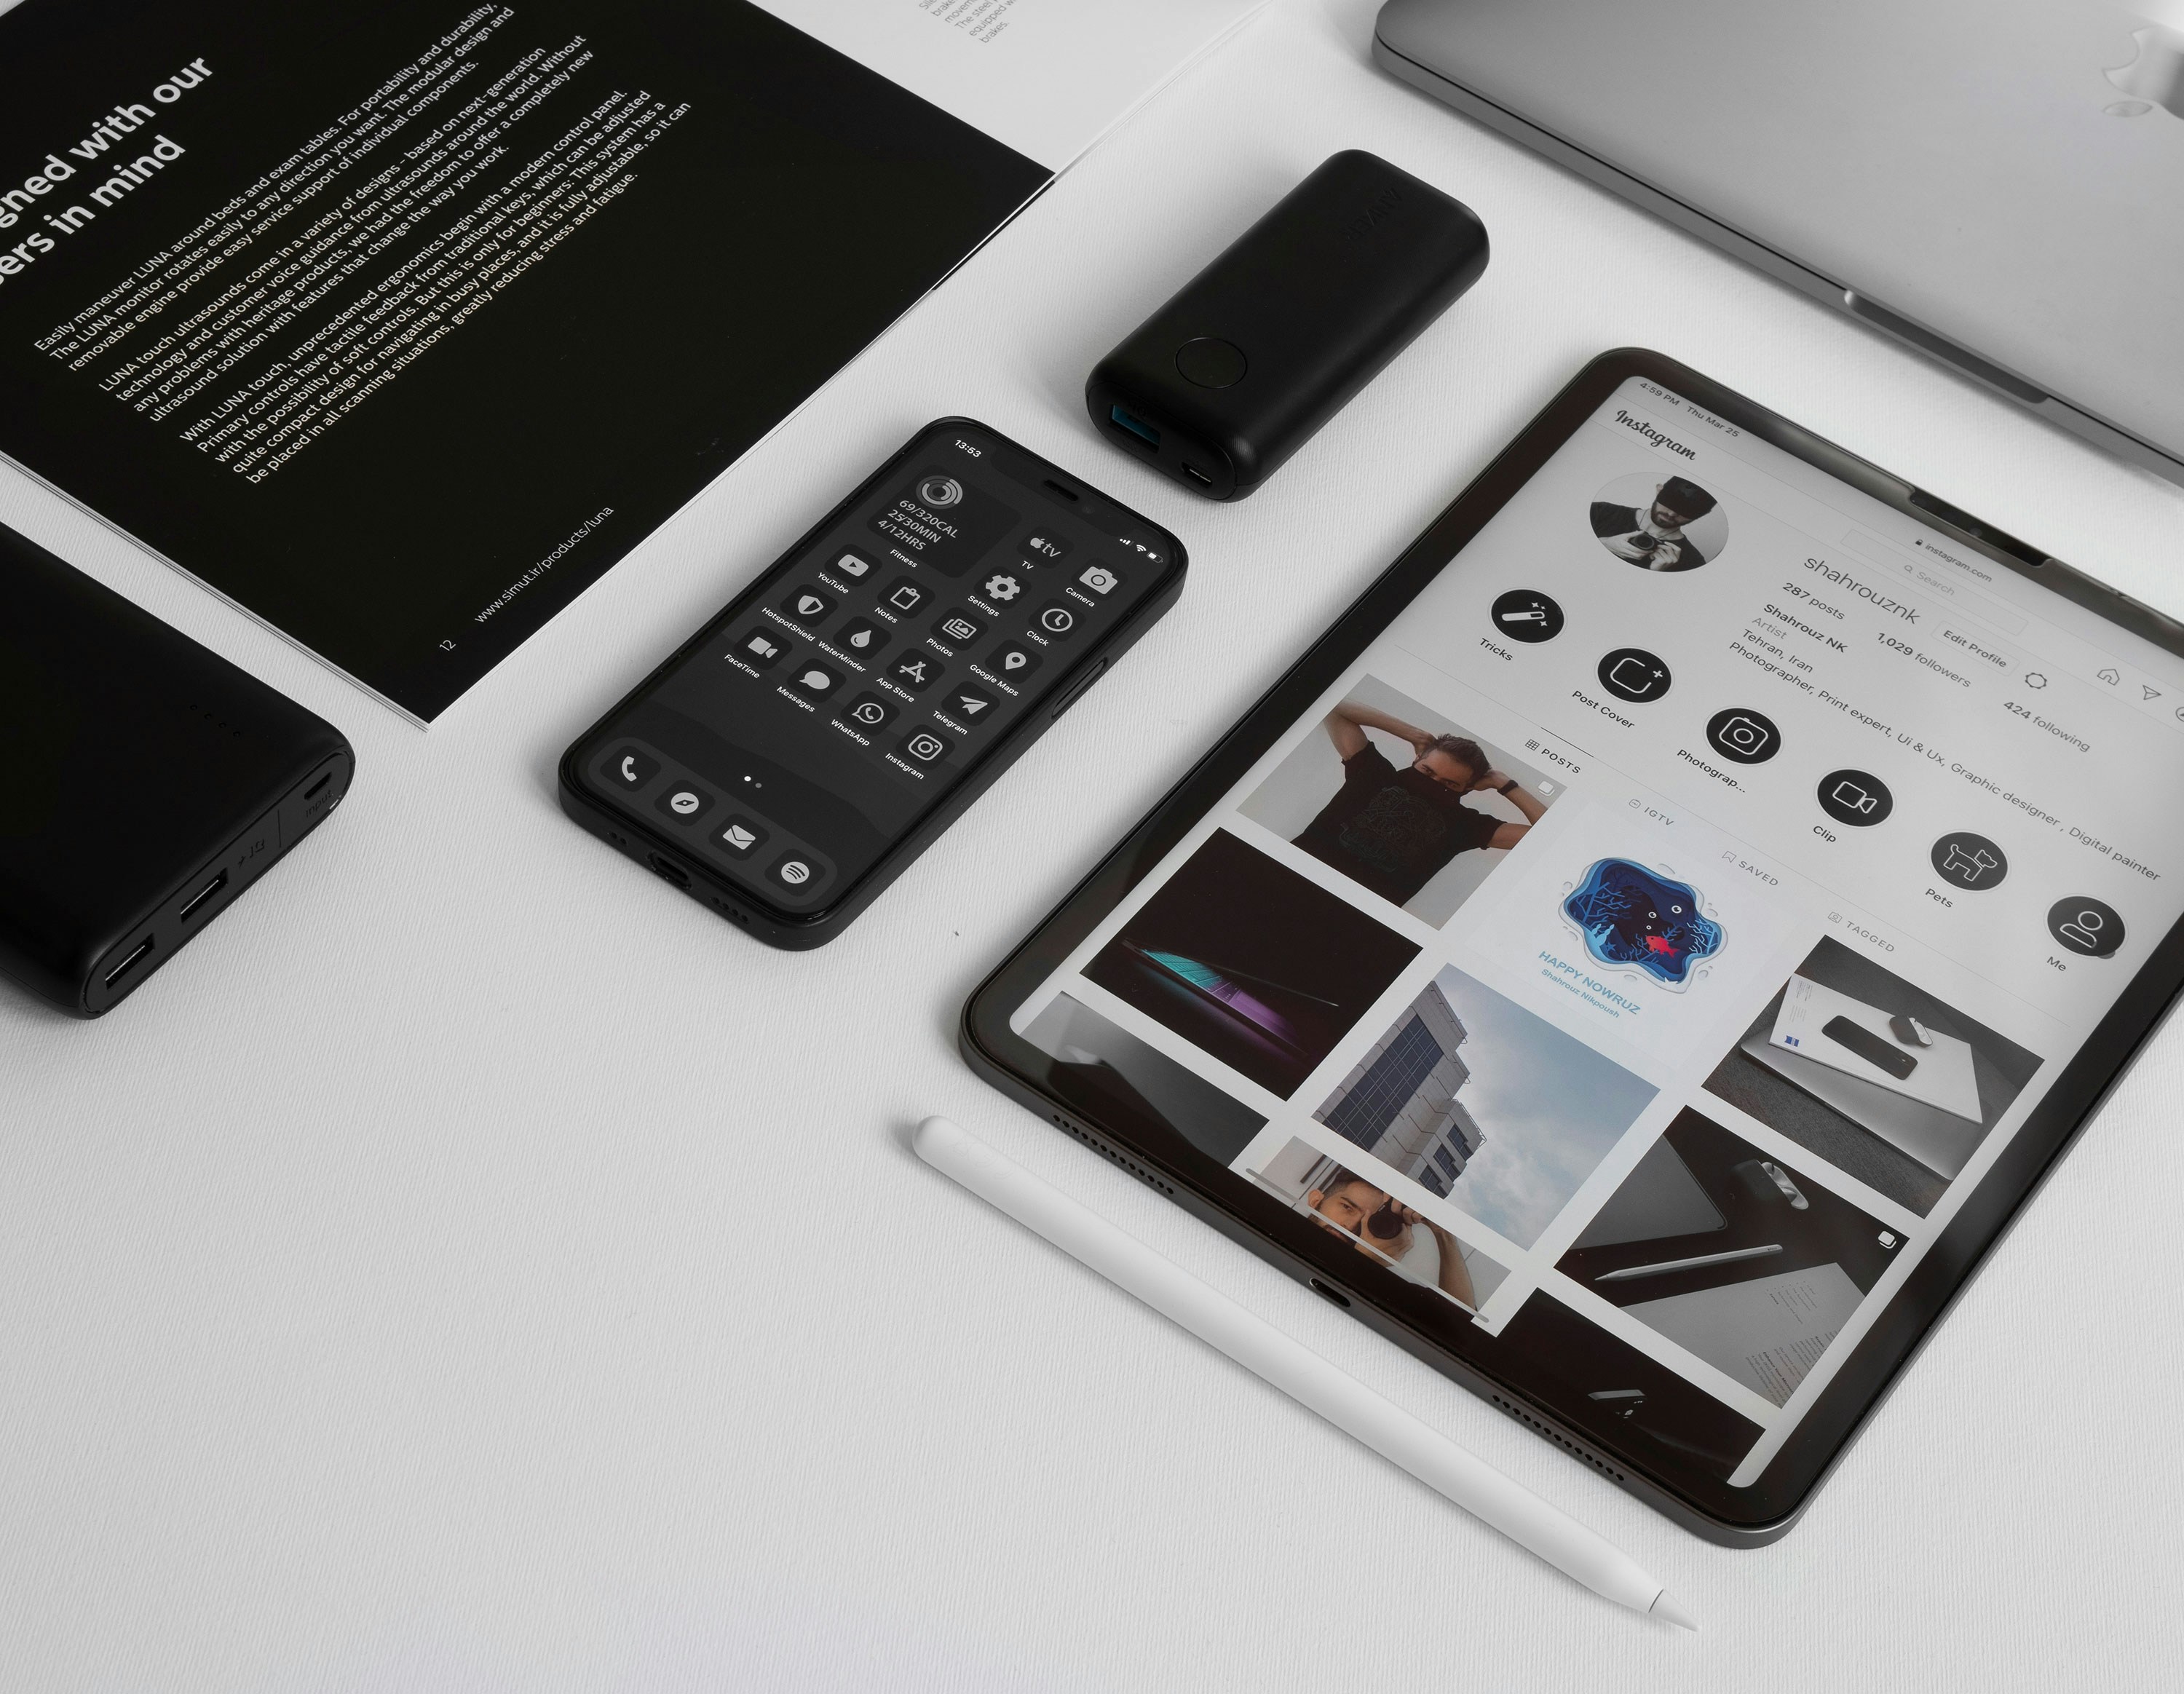 gned with our
ers in mind
Easily maneuver LUNA around beds and exam tables. For portability and durability,
The LUNA monitor rotates easily to any direction you want. The modular design and
removable engine provide easy service support of individual components.
LUNA touch ultrasounds come in a variety of designs - based on next-generation
technology and customer voice guidance from ultrasounds around the world. Without
any problems with heritage products, we had the freedom to offer a completely new
ultrasound solution with features that change the way you work.
With LUNA touch, unprecedented ergonomics begin with a modern control panel.
Primary controls have tactile feedback from traditional keys, which can be adjusted
with the possibility of soft controls. But this is only for beginners. This system has a
quite compact design for navigating in busy places, and it is fully adjustable, so it can
be placed in all scanning situations, greatly reducing stress and fatigue.
12
www.simut.ir/products/luna
The steel
equipped w
brakes.
ANKER
input
13:53
69/320CAL
25/30MIN
4/12HRS
Fitness
tv
TV
Camera
YouTube
Notes
Settings
Clock
HotspotShield
WaterMinder
Photos
Google Maps
FaceTime
Messages
App Store
Telegram
WhatsApp
Instagram
4:59 PM Thu Mar 25
instagram.com
Instagram
Search
shahrouznk
Edit Profile
287 posts
1,029 followers
424 following
Shahrouz NK
Artist
Tehran, Iran
Photographer, Print expert, Ui & Ux, Graphic designer , Digital painter
Tricks
Post Cover
Photograp...
Clip
Pets
Me
POSTS
IGTV
SAVED
TAGGED
HAPPY NOWRUZ
Shahrouz Nikpoush